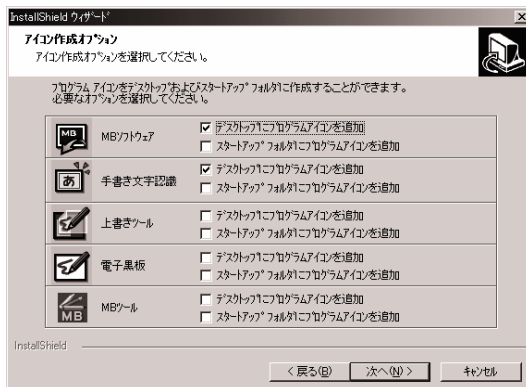 InstallShield ウィザード
アイコン作成オプション
アイコン作成オプションを選択してください。
プログラム アイコンをデスクトップおよびスタートアップ フォルダに作成することができます。
必要なオプションを選択してください。
MB
MBソフトウェア
デスクトップにプログラムアイコンを追加
スタートアップ フォルダにプログラムアイコンを追加
あ
手書き文字認識
デスクトップにプログラムアイコンを追加
スタートアップ フォルダにプログラムアイコンを追加
上書きツール
デスクトップにプログラムアイコンを追加
スタートアップ フォルダにプログラムアイコンを追加
電子黒板
デスクトップにプログラムアイコンを追加
スタートアップ フォルダにプログラムアイコンを追加
MB
MBツール
デスクトップにプログラムアイコンを追加
スタートアップ フォルダにプログラムアイコンを追加
InstallShield
< 戻る(B) 次へ(N) > キャンセル